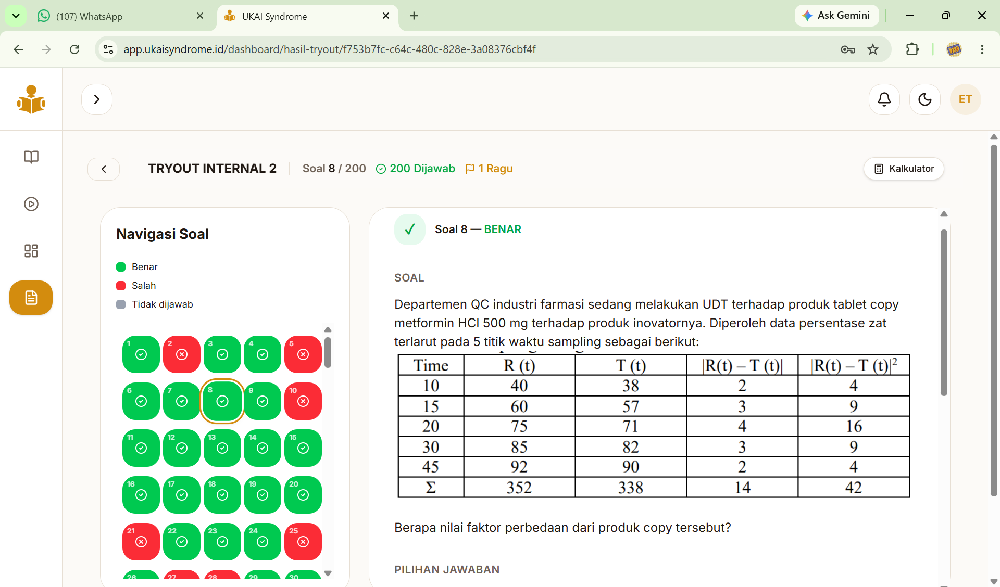 (107) WhatsApp
UKAI Syndrome
Ask Gemini
app.ukaisyndrome.id/dashboard/hasil-tryout/f753b7fc-c64c-480c-828e-3a08376cbf4f
ET
TRYOUT INTERNAL 2
Soal 8 / 200
200 Dijawab
1 Ragu
Kalkulator
Navigasi Soal
Benar
Salah
Tidak dijawab
1 2 3 4 5
6 7 8 9 10
11 12 13 14 15
16 17 18 19 20
21 22 23 24 25
26 27 28 29 30
✓ Soal 8 — BENAR
SOAL
Departemen QC industri farmasi sedang melakukan UDT terhadap produk tablet copy
metformin HCl 500 mg terhadap produk inovatornya. Diperoleh data persentase zat
terlarut pada 5 titik waktu sampling sebagai berikut:
Time R (t) T (t) |R(t) – T (t)| |R(t) – T (t)|²
10 40 38 2 4
15 60 57 3 9
20 75 71 4 16
30 85 82 3 9
45 92 90 2 4
Σ 352 338 14 42
Berapa nilai faktor perbedaan dari produk copy tersebut?
PILIHAN JAWABAN